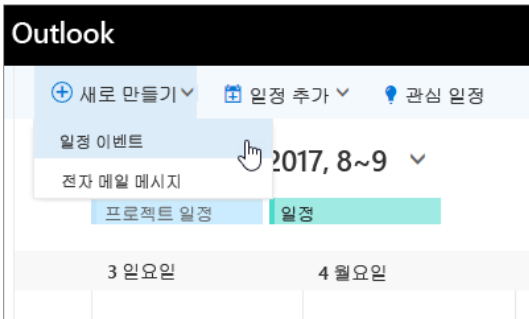 Outlook
새로 만들기 일정 추가 관심 일정
일정 이벤트
2017, 8~9
전자 메일 메시지
프로젝트 일정 일정
3 일요일 4 월요일